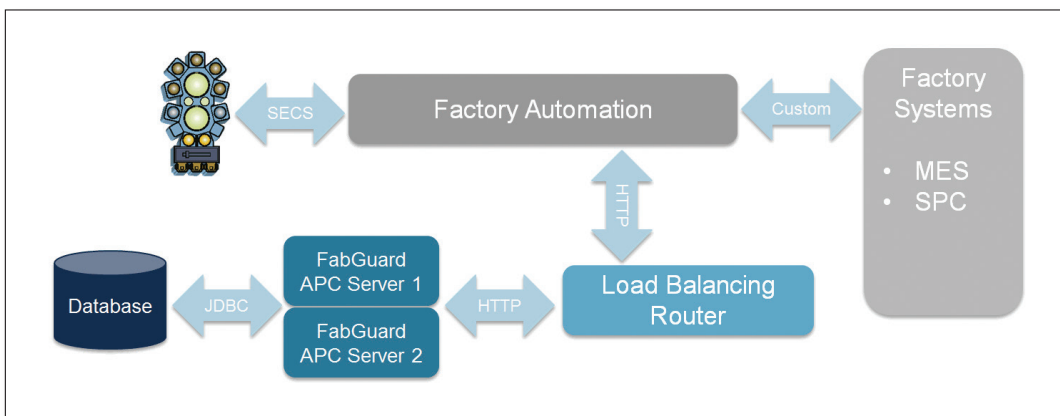 SECS
Factory Automation
Custom
Factory
Systems
• MES
• SPC
HTTP
Database
JDBC
FabGuard
APC Server 1
FabGuard
APC Server 2
HTTP
Load Balancing
Router